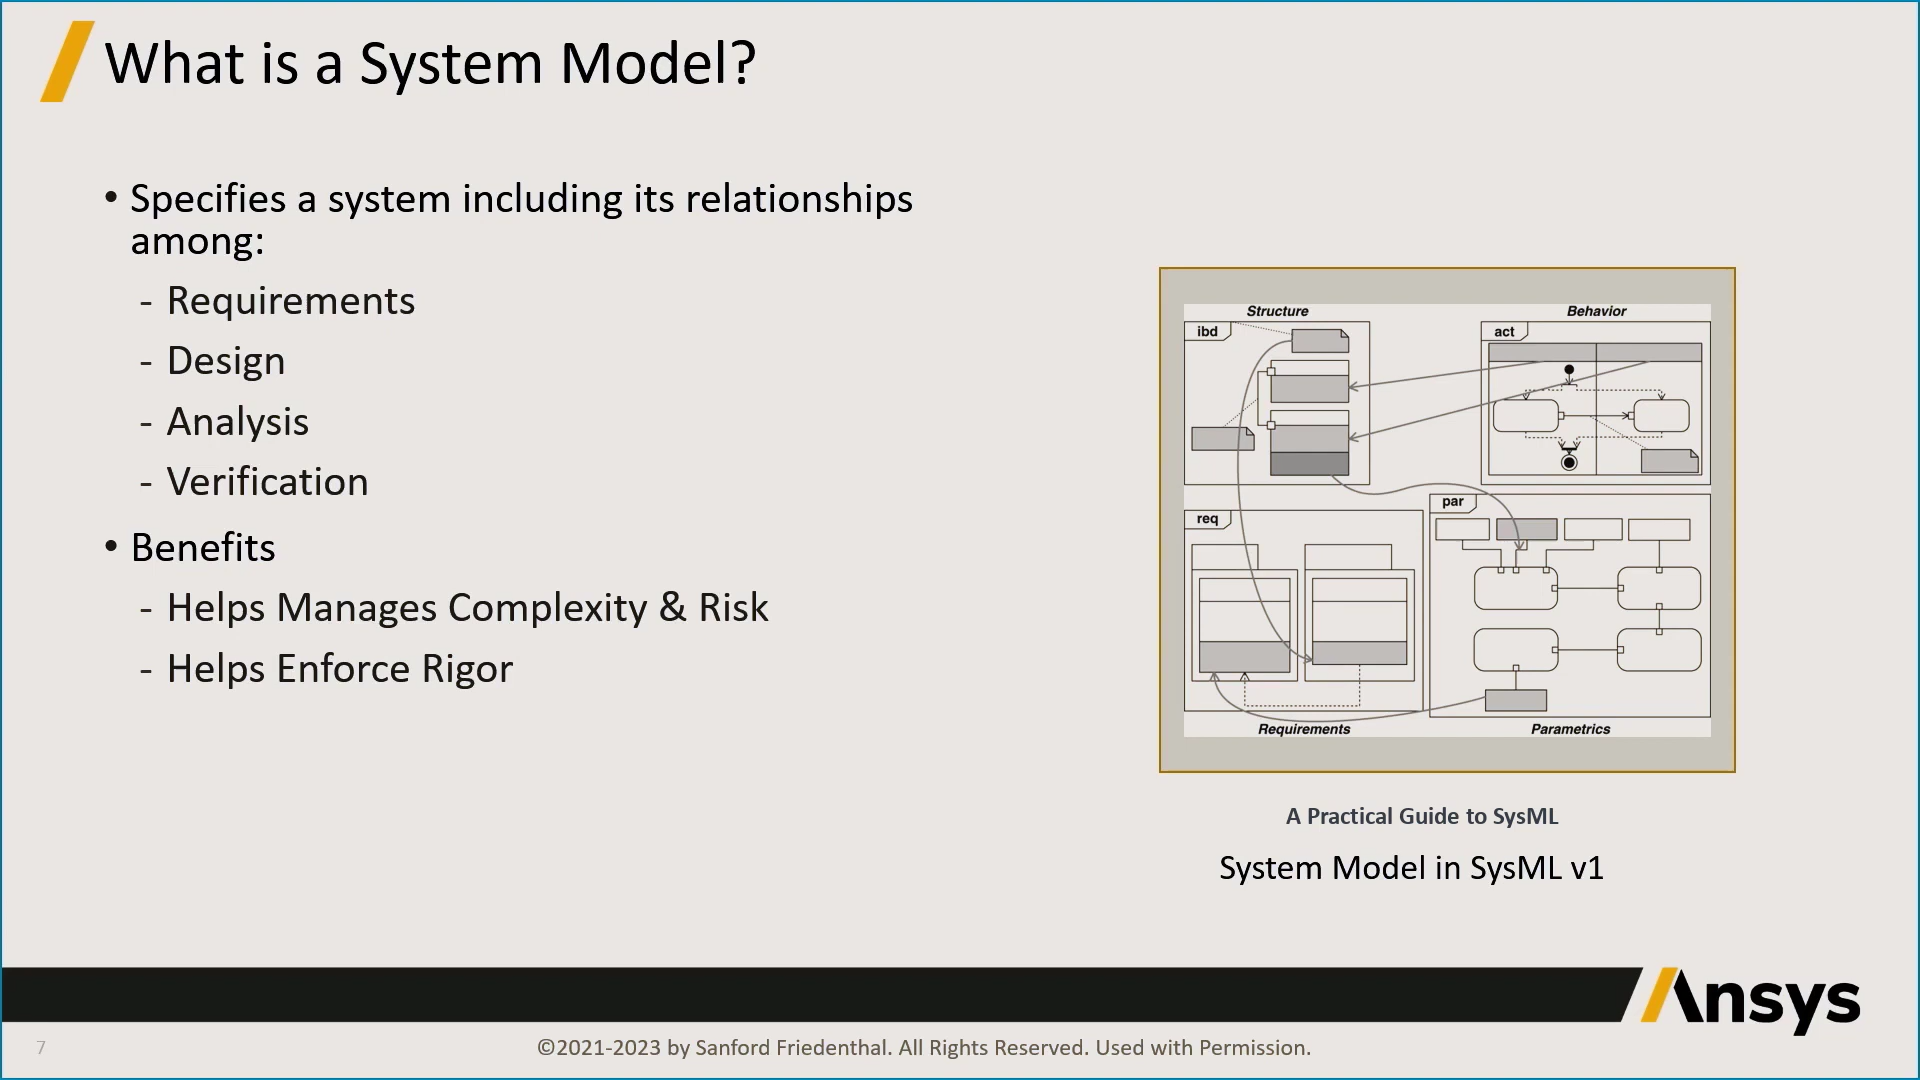 What is a System Model?
• Specifies a system including its relationships
among:
- Requirements
- Design
- Analysis
- Verification
• Benefits
- Helps Manages Complexity & Risk
- Helps Enforce Rigor
Structure
Behavior
ibd
act
req
par
Requirements
Parametrics
A Practical Guide to SysML
System Model in SysML v1
Ansys
7
©2021-2023 by Sanford Friedenthal. All Rights Reserved. Used with Permission.